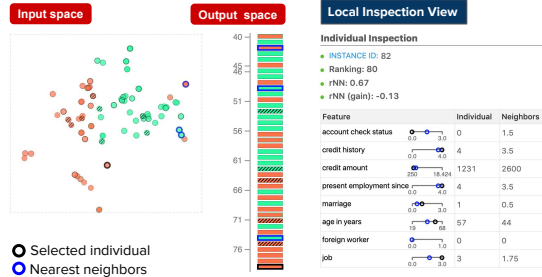 Input space
Output space
40
45
46
51
56
61
66
71
76
Selected individual
Nearest neighbors
Local Inspection View
Individual Inspection
INSTANCE ID: 82
Ranking: 80
rNN: 0.67
rNN (gain): -0.13
Feature Individual Neighbors
account check status 0.0 3.0 0 1.5
credit history 0.0 4.0 4 3.5
credit amount 250 18.424 1231 2600
present employment since 0.0 4.0 4 3.5
marriage 0.0 3.0 1 0.5
age in years 19 68 57 44
foreign worker 0.0 1.0 0 0
job 0.0 3.0 3 1.75